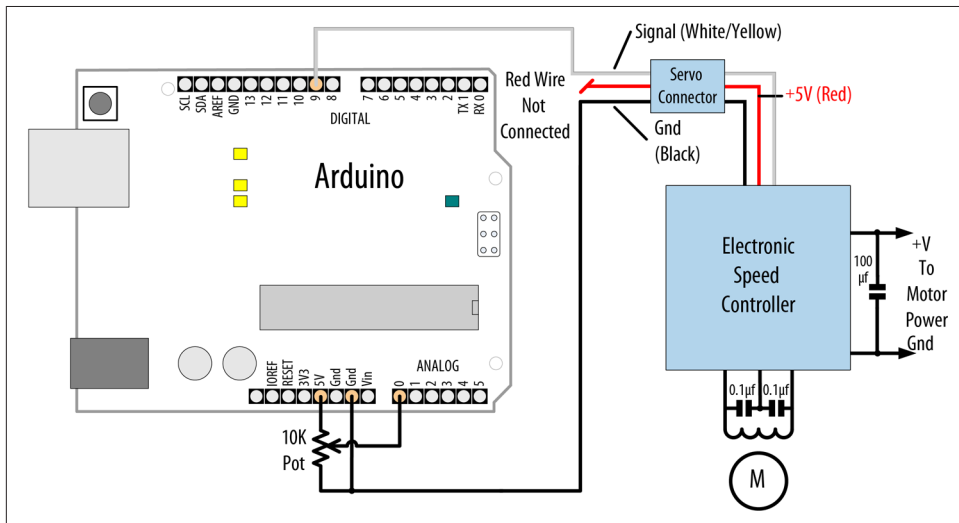 Signal (White/Yellow)
Servo
Connector
+5V (Red)
Red Wire
Not
Connected
Gnd
(Black)
SCL
SDA
AREF
GND
13
12
11
10
9
8
7
6
5
4
3
2
TX 1
RX 0
DIGITAL
Arduino
Electronic
Speed
Controller
100
µf
+V
To
Motor
Power
Gnd
IOREF
RESET
3V3
5V
Gnd
Gnd
Vin
ANALOG
0
1
2
3
4
5
10K
Pot
0.1µf
0.1µf
M